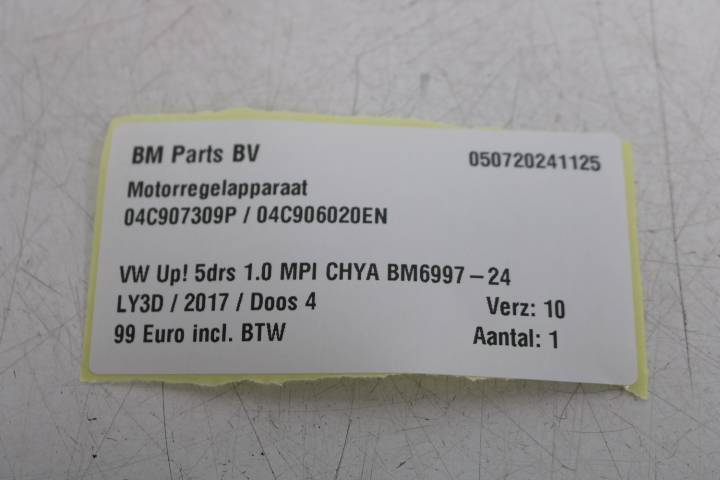 BM Parts BV 050720241125
Motorregelapparaat
04C907309P / 04C906020EN
VW Up! 5drs 1.0 MPI CHYA BM6997-24
LY3D / 2017 / Doos 4 Verz: 10
99 Euro incl. BTW Aantal: 1